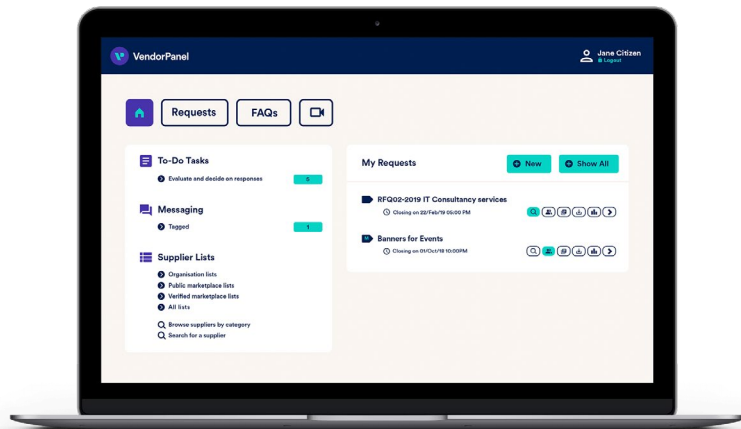 VendorPanel
Jane Citizen
Logout
Requests
FAQs
To-Do Tasks
Evaluate and decide on responses
Messaging
Tagged
1
Supplier Lists
Organisation lists
Public marketplace lists
Verified marketplace lists
All lists
Browse suppliers by category
Search for a supplier
My Requests
New
Show All
RFQ02-2019 IT Consultancy services
Closing on 22/Feb/19 05:00 PM
Banners for Events
Closing on 01/Oct/18 10:00PM